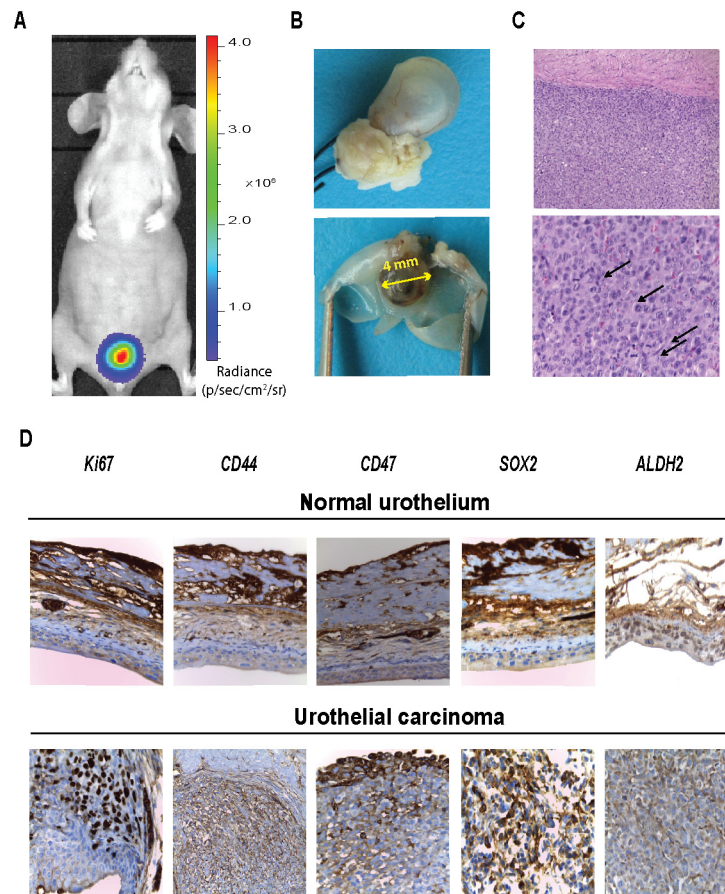 A
B
C
4.0
3.0
×10⁶
2.0
1.0
Radiance
(p/sec/cm²/sr)
4 mm
D
Ki67 CD44 CD47 SOX2 ALDH2
Normal urothelium
Urothelial carcinoma